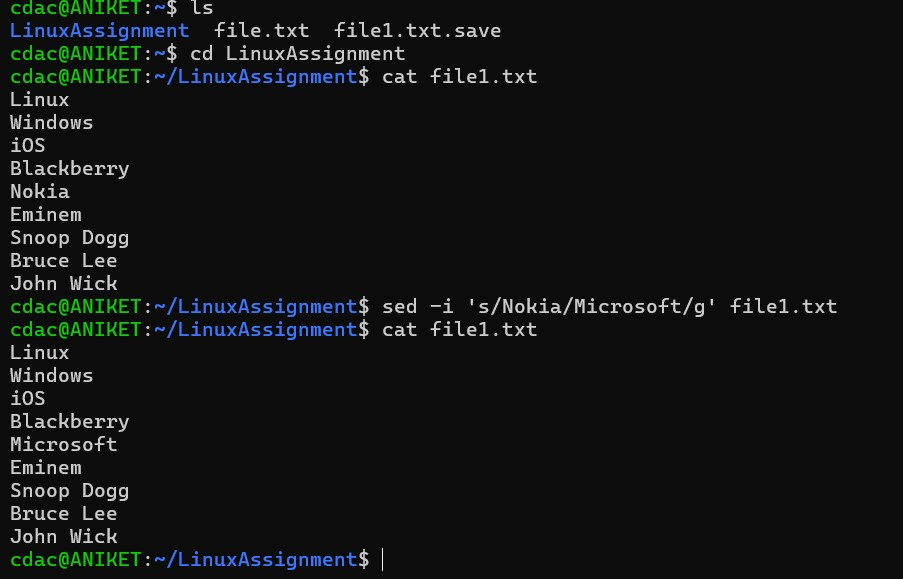 cdac@ANIKET:~$ ls
LinuxAssignment  file.txt  file1.txt.save
cdac@ANIKET:~$ cd LinuxAssignment
cdac@ANIKET:~/LinuxAssignment$ cat file1.txt
Linux
Windows
iOS
Blackberry
Nokia
Eminem
Snoop Dogg
Bruce Lee
John Wick
cdac@ANIKET:~/LinuxAssignment$ sed -i 's/Nokia/Microsoft/g' file1.txt
cdac@ANIKET:~/LinuxAssignment$ cat file1.txt
Linux
Windows
iOS
Blackberry
Microsoft
Eminem
Snoop Dogg
Bruce Lee
John Wick
cdac@ANIKET:~/LinuxAssignment$